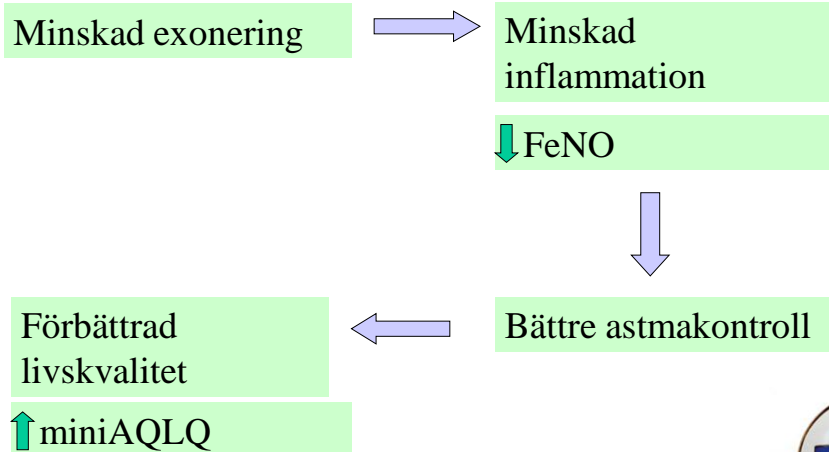 Minskad exonering
Minskad
inflammation
FeNO
Bättre astmakontroll
Förbättrad
livskvalitet
miniAQLQ